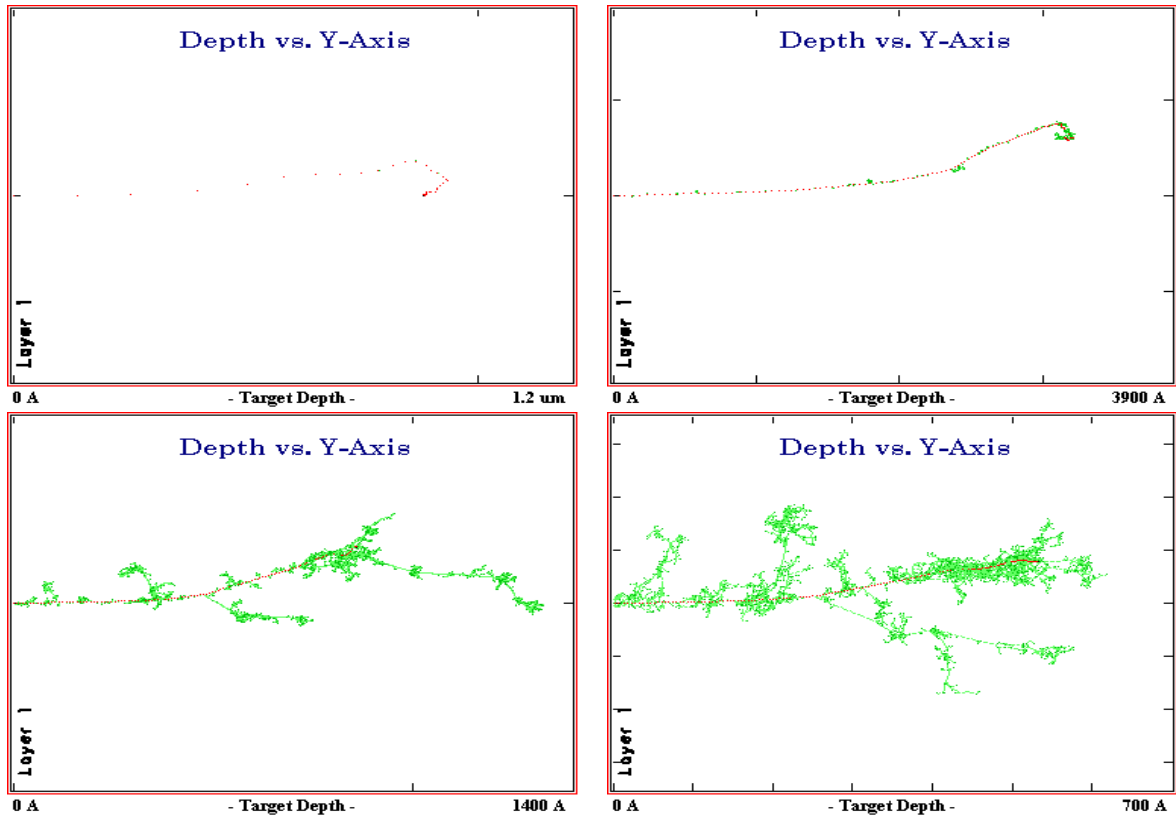 Depth vs. Y-Axis
Layer 1
0 A - Target Depth - 1.2 um
Depth vs. Y-Axis
Layer 1
0 A - Target Depth - 3900 A
Depth vs. Y-Axis
Layer 1
0 A - Target Depth - 1400 A
Depth vs. Y-Axis
Layer 1
0 A - Target Depth - 700 A